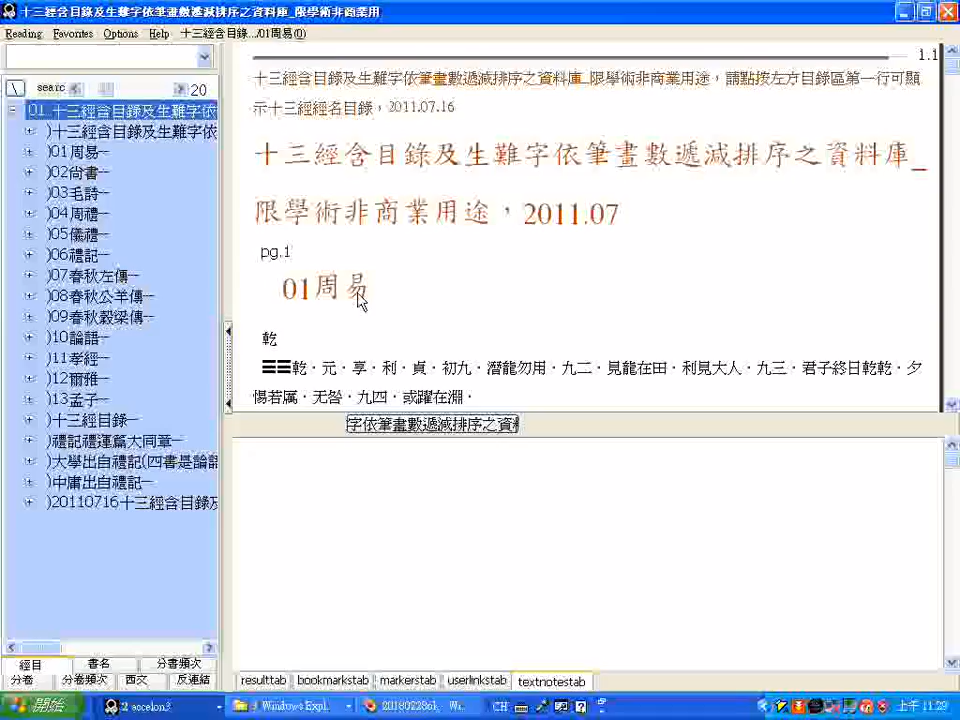 十三經含目錄及生難字依筆畫數遞減排序之資料庫_限學術非商業用
Reading Favorites Options Help 十三經含目錄.../01周易(0)
searc 20
01_十三經含目錄及生難字依
)十三經含目錄及生難字依
)01周易─
)02尚書─
)03毛詩─
)04周禮─
)05儀禮─
)06禮記─
)07春秋左傳─
)08春秋公羊傳─
)09春秋穀梁傳─
)10論語─
)11孝經─
)12爾雅─
)13孟子─
)十三經目錄─
)禮記禮運篇大同章─
)大學出自禮記(四書是論語
)中庸出自禮記─
)20110716十三經含目錄及
經目 書名 分書頻次
分卷 分卷頻次 西文 反連結
1.1
十三經含目錄及生難字依筆畫數遞減排序之資料庫_限學術非商業用途，請點按左方目錄區第一行可顯
示十三經經名目錄，2011.07.16
十三經含目錄及生難字依筆畫數遞減排序之資料庫_
限學術非商業用途，2011.07
pg.1
01周易
乾
乾．元．享．利．貞．初九．潛龍勿用．九二．見龍在田．利見大人．九三．君子終日乾乾．夕
惕若厲．无咎．九四．或躍在淵．
字依筆畫數遞減排序之資料
resulttab bookmarkstab markerstab userlinkstab textnotestab
開始 2 accelon3 3 Windows Expl... 20180228ok_Wi... CH 上午 11:29